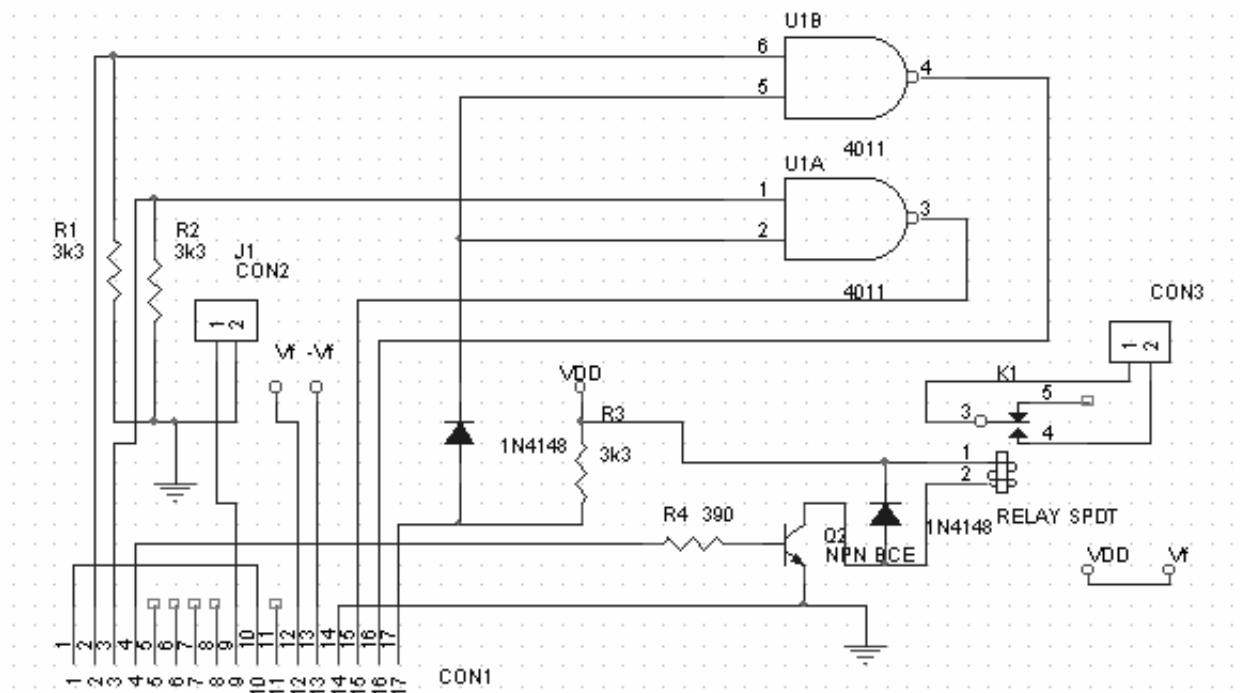 U1B
6
5
4
4011
U1A
1
2
3
4011
R1
3k3
R2
3k3
J1
CON2
1 2
Vf -Vf
VDD
R3
3k3
1N4148
CON3
1 2
K1
5
3
4
1
2
RELAY SPDT
1N4148
R4 390
Q2
NPN BCE
VDD Vf
1 2 3 4 5 6 7 8 9 10 11 12 13 14 15 16 17
1 2 3 4 5 6 7 8 9 10 11 12 13 14 15 16 17
CON1